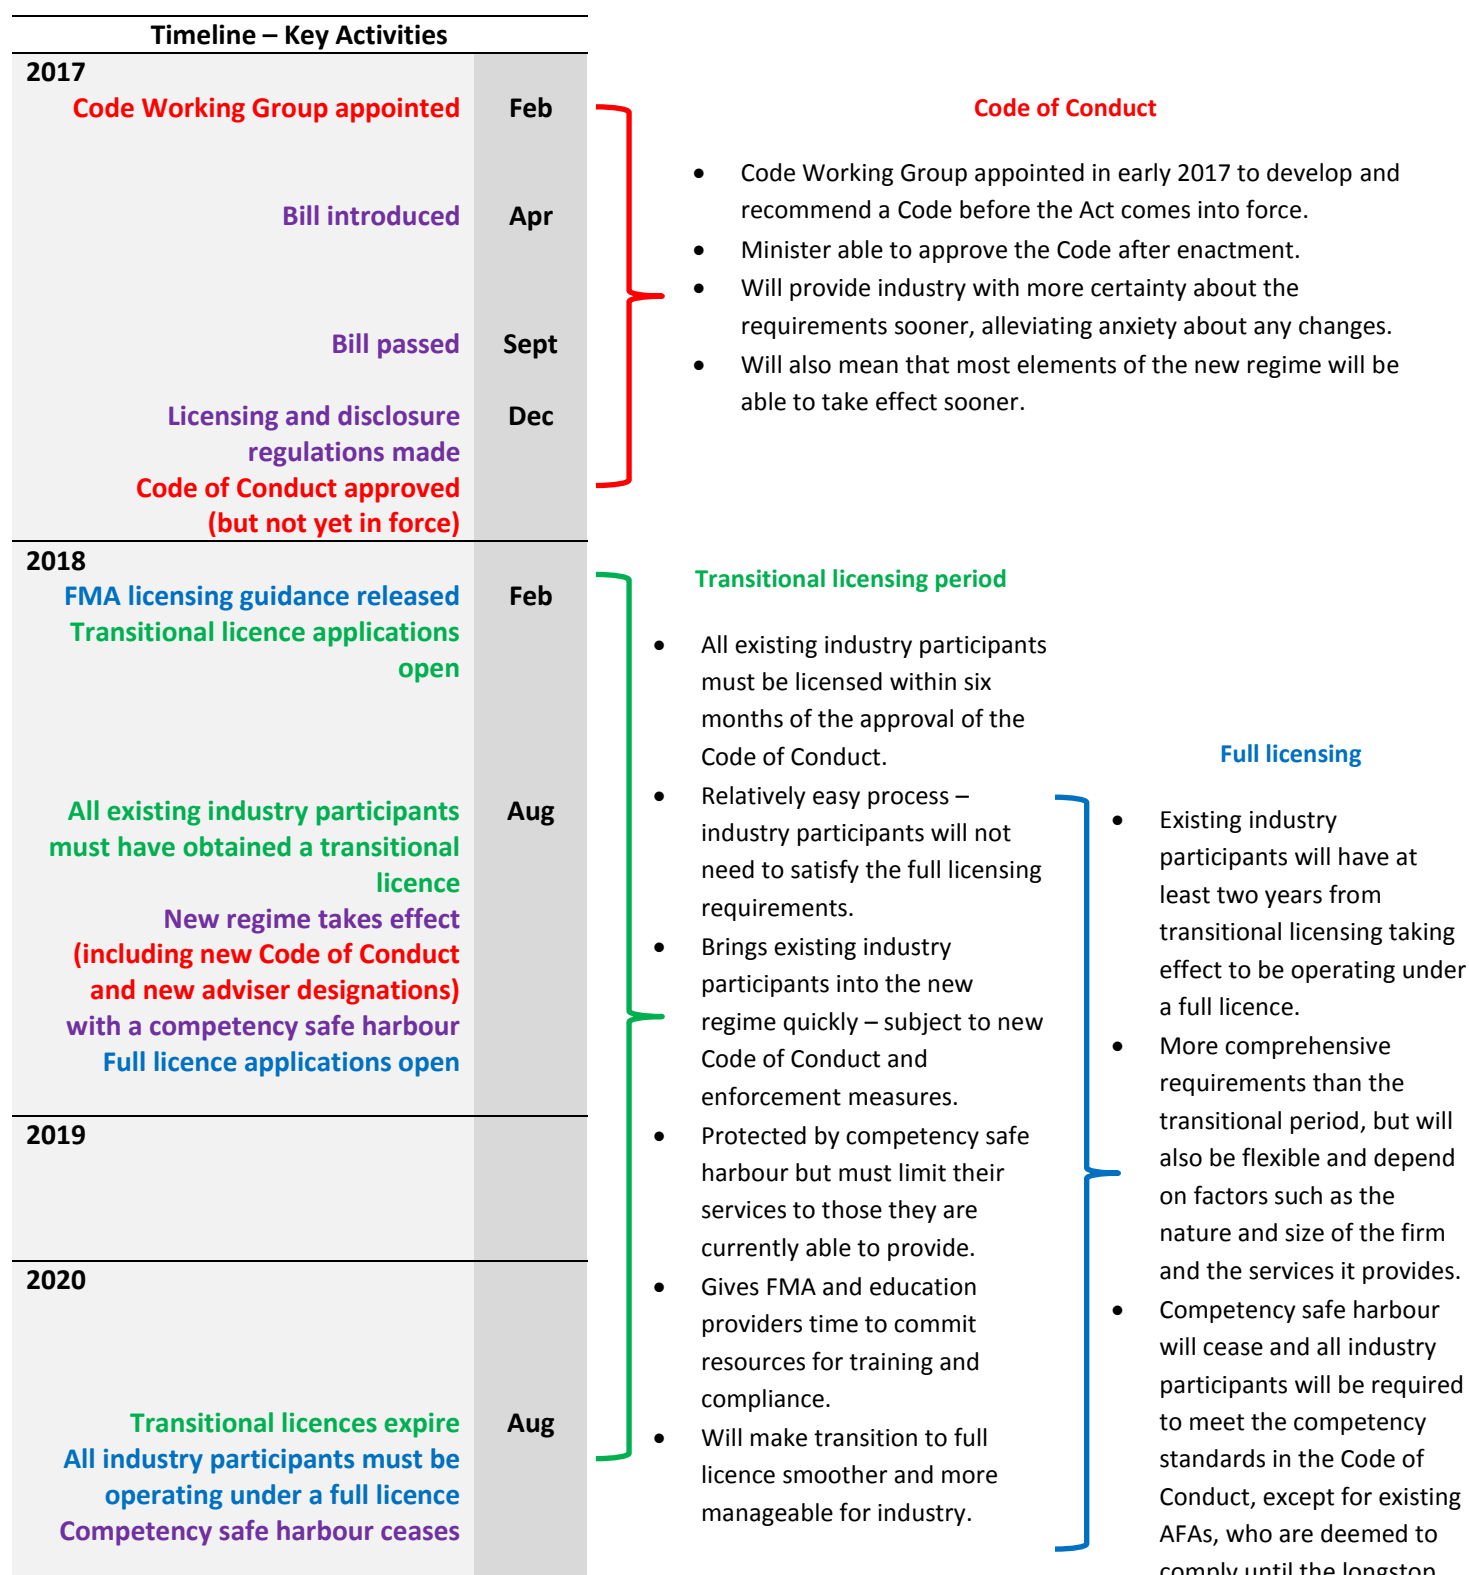 Timeline – Key Activities
2017
Code Working Group appointed Feb
Bill introduced Apr
Bill passed Sept
Licensing and disclosure Dec
regulations made
Code of Conduct approved
(but not yet in force)
2018
FMA licensing guidance released Feb
Transitional licence applications
open
All existing industry participants Aug
must have obtained a transitional
licence
New regime takes effect
(including new Code of Conduct
and new adviser designations)
with a competency safe harbour
Full licence applications open
2019
2020
Transitional licences expire Aug
All industry participants must be
operating under a full licence
Competency safe harbour ceases
Code of Conduct
• Code Working Group appointed in early 2017 to develop and
recommend a Code before the Act comes into force.
• Minister able to approve the Code after enactment.
• Will provide industry with more certainty about the
requirements sooner, alleviating anxiety about any changes.
• Will also mean that most elements of the new regime will be
able to take effect sooner.
Transitional licensing period
• All existing industry participants
must be licensed within six
months of the approval of the
Code of Conduct.
• Relatively easy process –
industry participants will not
need to satisfy the full licensing
requirements.
• Brings existing industry
participants into the new
regime quickly – subject to new
Code of Conduct and
enforcement measures.
• Protected by competency safe
harbour but must limit their
services to those they are
currently able to provide.
• Gives FMA and education
providers time to commit
resources for training and
compliance.
• Will make transition to full
licence smoother and more
manageable for industry.
Full licensing
• Existing industry
participants will have at
least two years from
transitional licensing taking
effect to be operating under
a full licence.
• More comprehensive
requirements than the
transitional period, but will
also be flexible and depend
on factors such as the
nature and size of the firm
and the services it provides.
• Competency safe harbour
will cease and all industry
participants will be required
to meet the competency
standards in the Code of
Conduct, except for existing
AFAs, who are deemed to
comply until the longstop